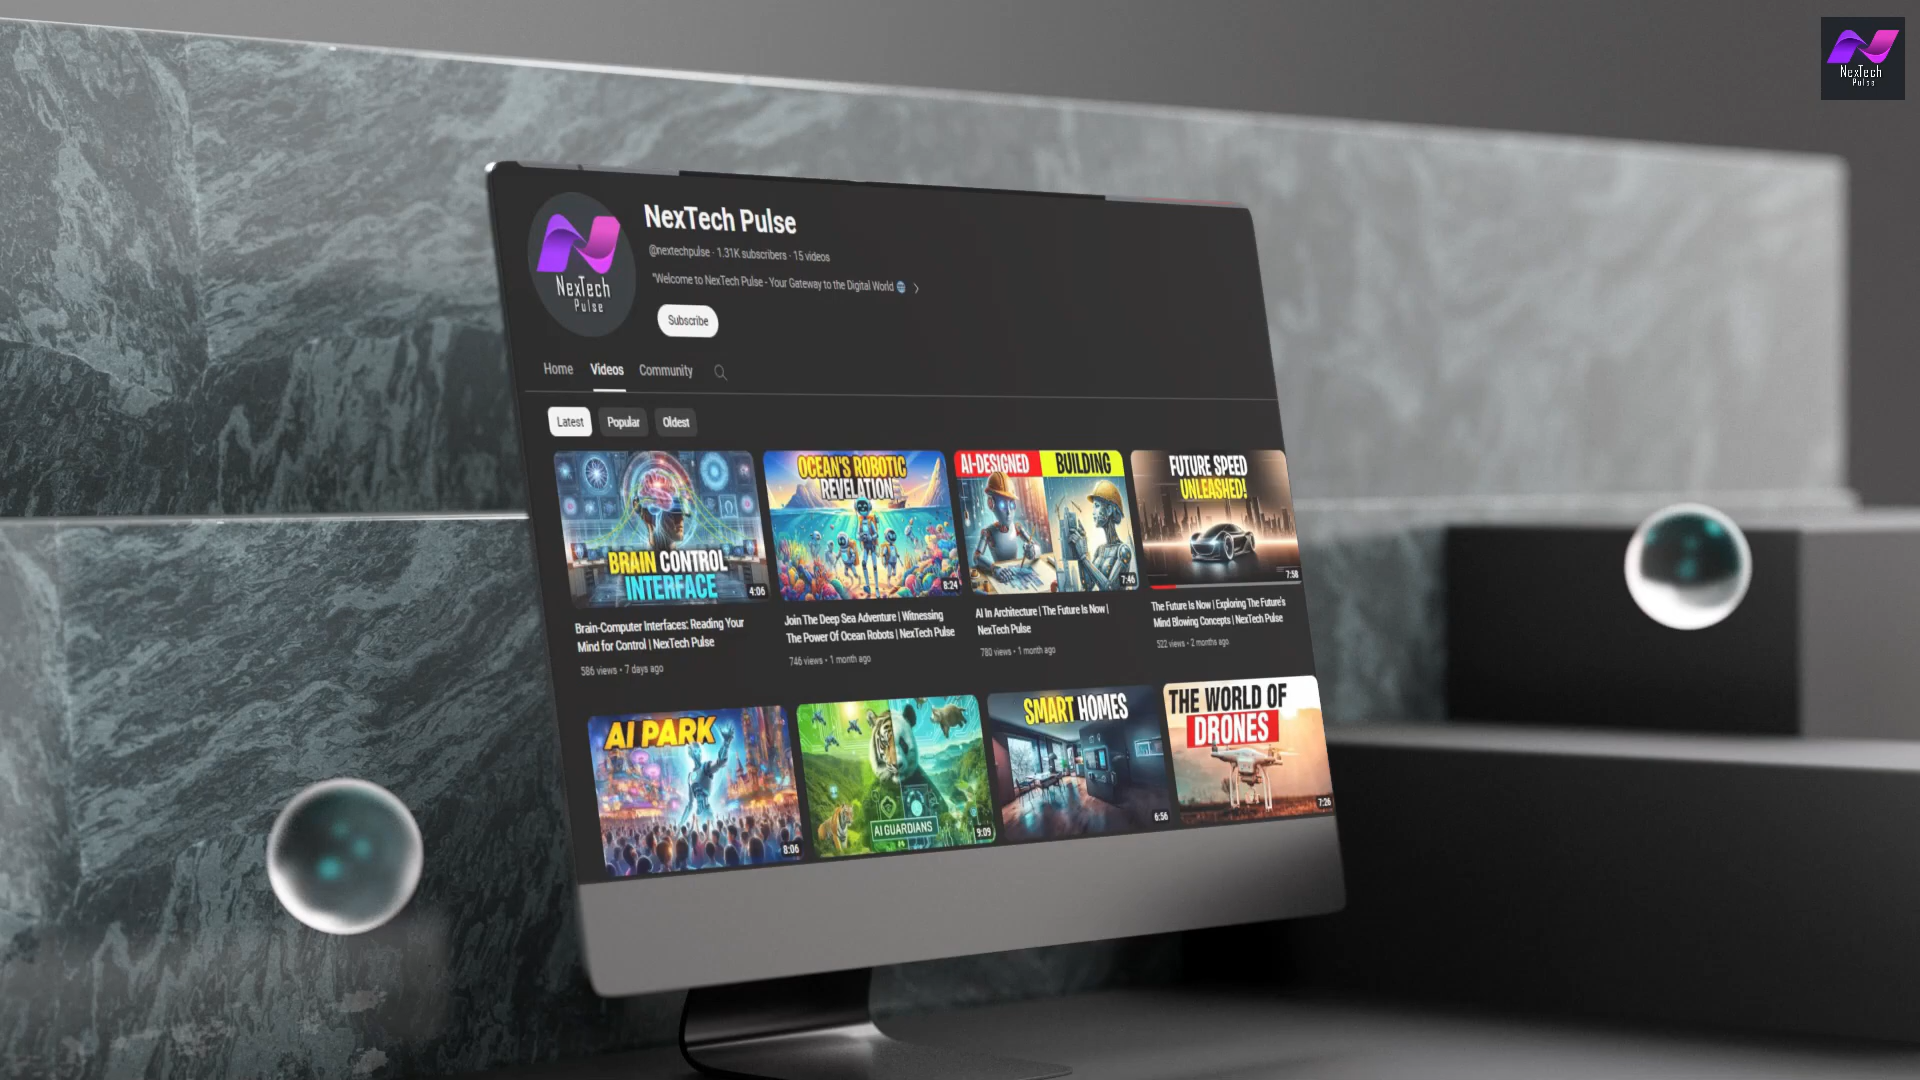 NexTech
Pulse
NexTech Pulse
@nextechpulse · 1.31K subscribers · 15 videos
"Welcome to NexTech Pulse - Your Gateway to the Digital World
Subscribe
NexTech
Pulse
Home Videos Community
Latest Popular Oldest
BRAIN CONTROL
INTERFACE
4:06
OCEAN'S ROBOTIC
REVELATION
8:24
AI-DESIGNED BUILDING
7:46
FUTURE SPEED
UNLEASHED!
7:58
Brain-Computer Interfaces: Reading Your
Mind for Control | NexTech Pulse
586 views • 7 days ago
Join The Deep Sea Adventure | Witnessing
The Power Of Ocean Robots | NexTech Pulse
746 views • 1 month ago
AI In Architecture | The Future Is Now |
NexTech Pulse
780 views • 1 month ago
The Future Is Now | Exploring The Future's
Mind Blowing Concepts | NexTech Pulse
522 views • 2 months ago
AI PARK
8:06
AI GUARDIANS
9:09
SMART HOMES
6:56
THE WORLD OF
DRONES
7:26